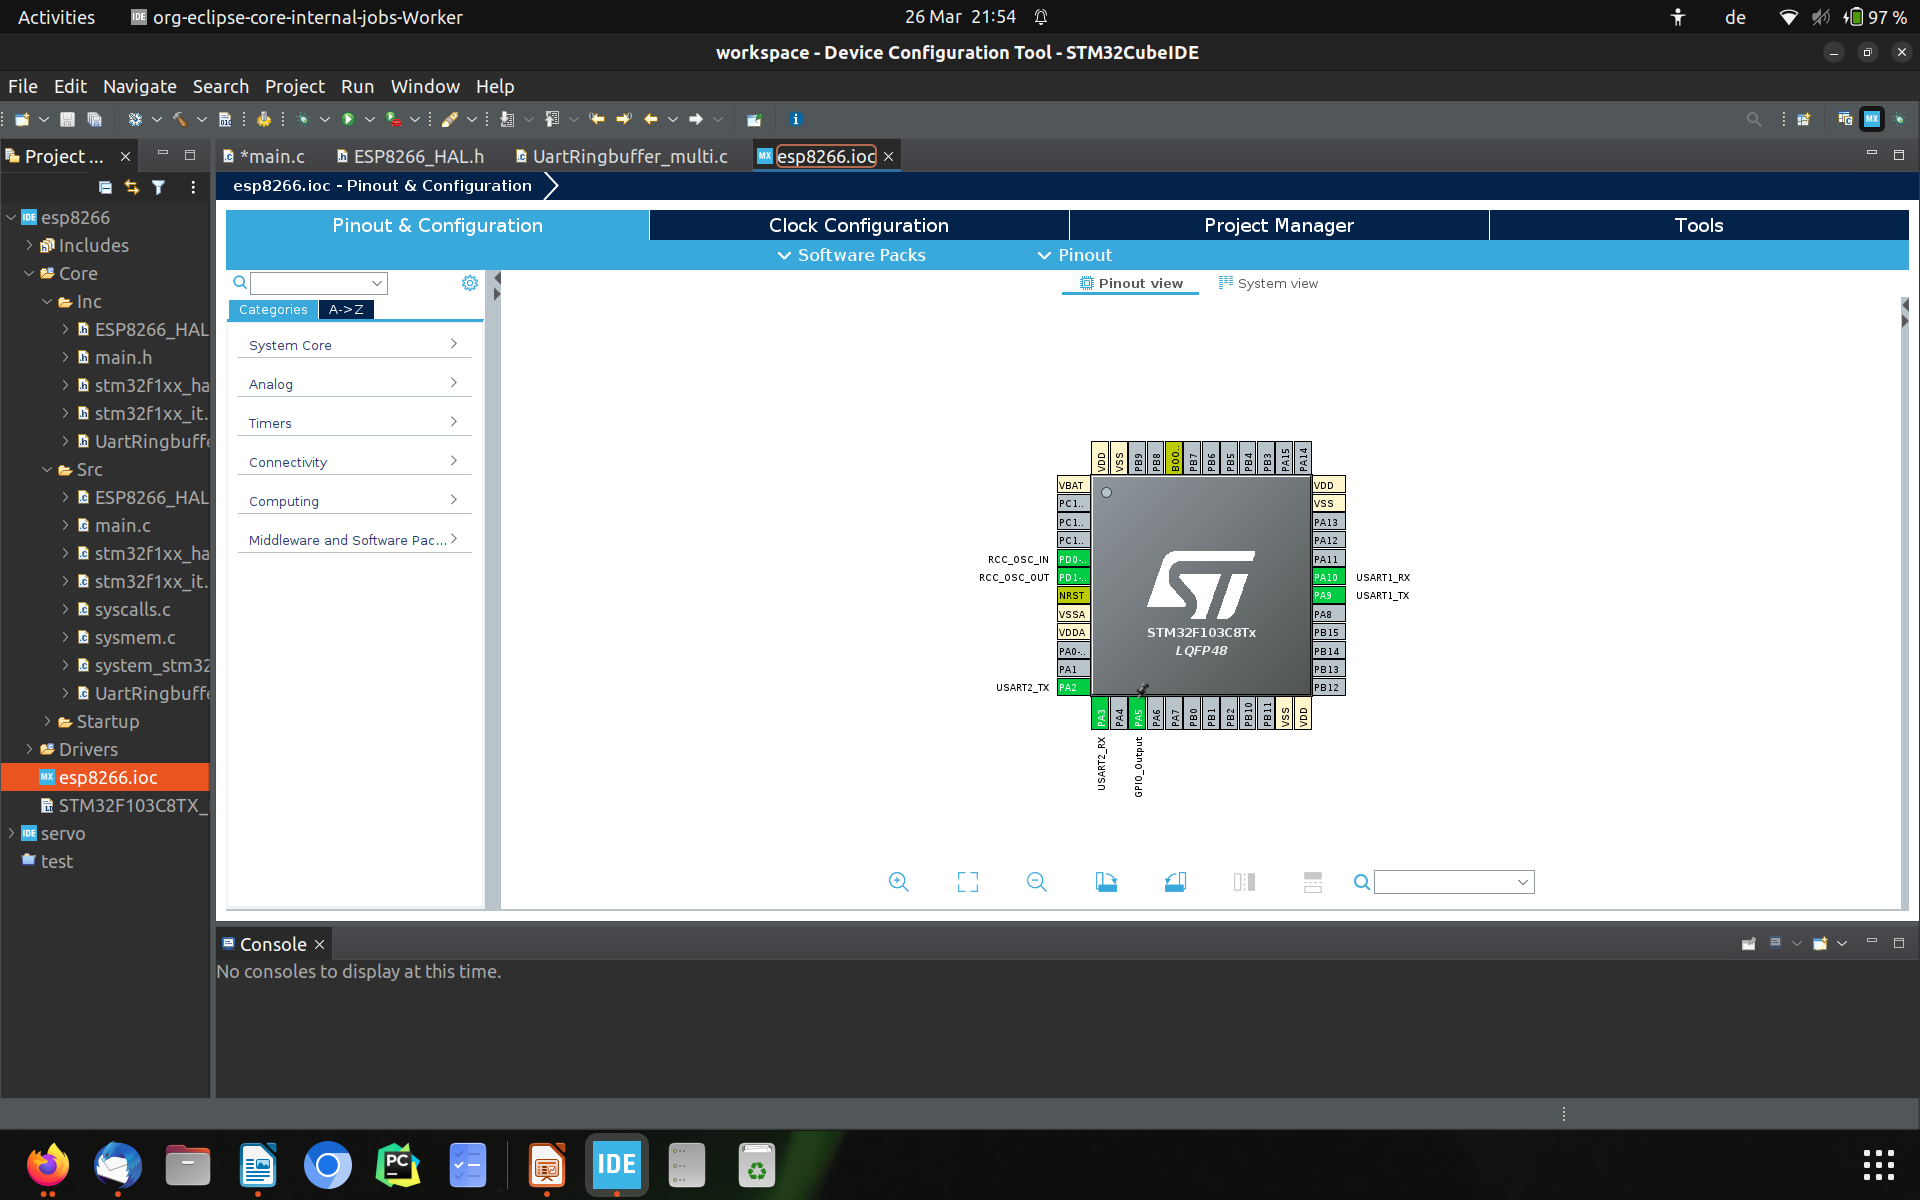 Activities
org-eclipse-core-internal-jobs-Worker
26 Mar 21:54
de
97 %
workspace - Device Configuration Tool - STM32CubeIDE
File Edit Navigate Search Project Run Window Help
Project ...
*main.c
ESP8266_HAL.h
UartRingbuffer_multi.c
esp8266.ioc
esp8266.ioc - Pinout & Configuration
Pinout & Configuration
Clock Configuration
Project Manager
Tools
Software Packs
Pinout
Pinout view
System view
Categories
A->Z
System Core
Analog
Timers
Connectivity
Computing
Middleware and Software Pac...
esp8266
Includes
Core
Inc
ESP8266_HAL
main.h
stm32f1xx_ha
stm32f1xx_it.
UartRingbuffe
Src
ESP8266_HAL
main.c
stm32f1xx_ha
stm32f1xx_it.
syscalls.c
sysmem.c
system_stm32
UartRingbuffe
Startup
Drivers
esp8266.ioc
STM32F103C8TX_
servo
test
VDD VSS PB9 PB8 BOO.. PB7 PB6 PB5 PB4 PB3 PA15 PA14
VBAT
PC1..
PC1..
PC1..
RCC_OSC_IN PD0-..
RCC_OSC_OUT PD1-..
NRST
VSSA
VDDA
PA0-..
PA1
USART2_TX PA2
STM32F103C8Tx
LQFP48
VDD
VSS
PA13
PA12
PA11
PA10 USART1_RX
PA9 USART1_TX
PA8
PB15
PB14
PB13
PB12
PA3 PA4 PA5 PA6 PA7 PB0 PB1 PB2 PB10 PB11 VSS VDD
USART2_RX
GPIO_Output
Console
No consoles to display at this time.
IDE